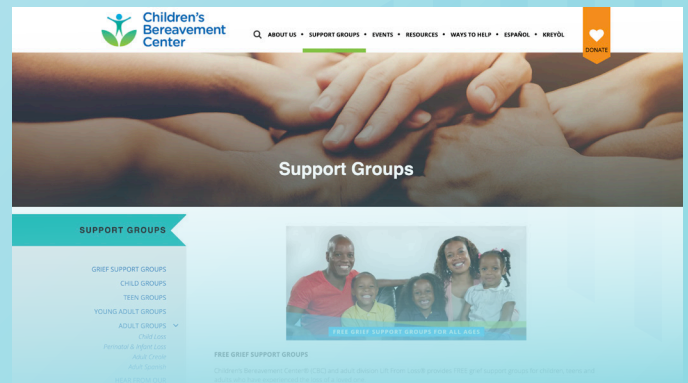 Children's
Bereavement
Center
ABOUT US • SUPPORT GROUPS • EVENTS • RESOURCES • WAYS TO HELP • ESPAÑOL • KREYÒL
DONATE
Support Groups
SUPPORT GROUPS
GRIEF SUPPORT GROUPS
CHILD GROUPS
TEEN GROUPS
YOUNG ADULT GROUPS
ADULT GROUPS
Child Loss
Perinatal & Infant Loss
Adult Career
Adult Survivor
FREE GRIEF SUPPORT GROUPS FOR ALL AGES
FREE GRIEF SUPPORT GROUPS